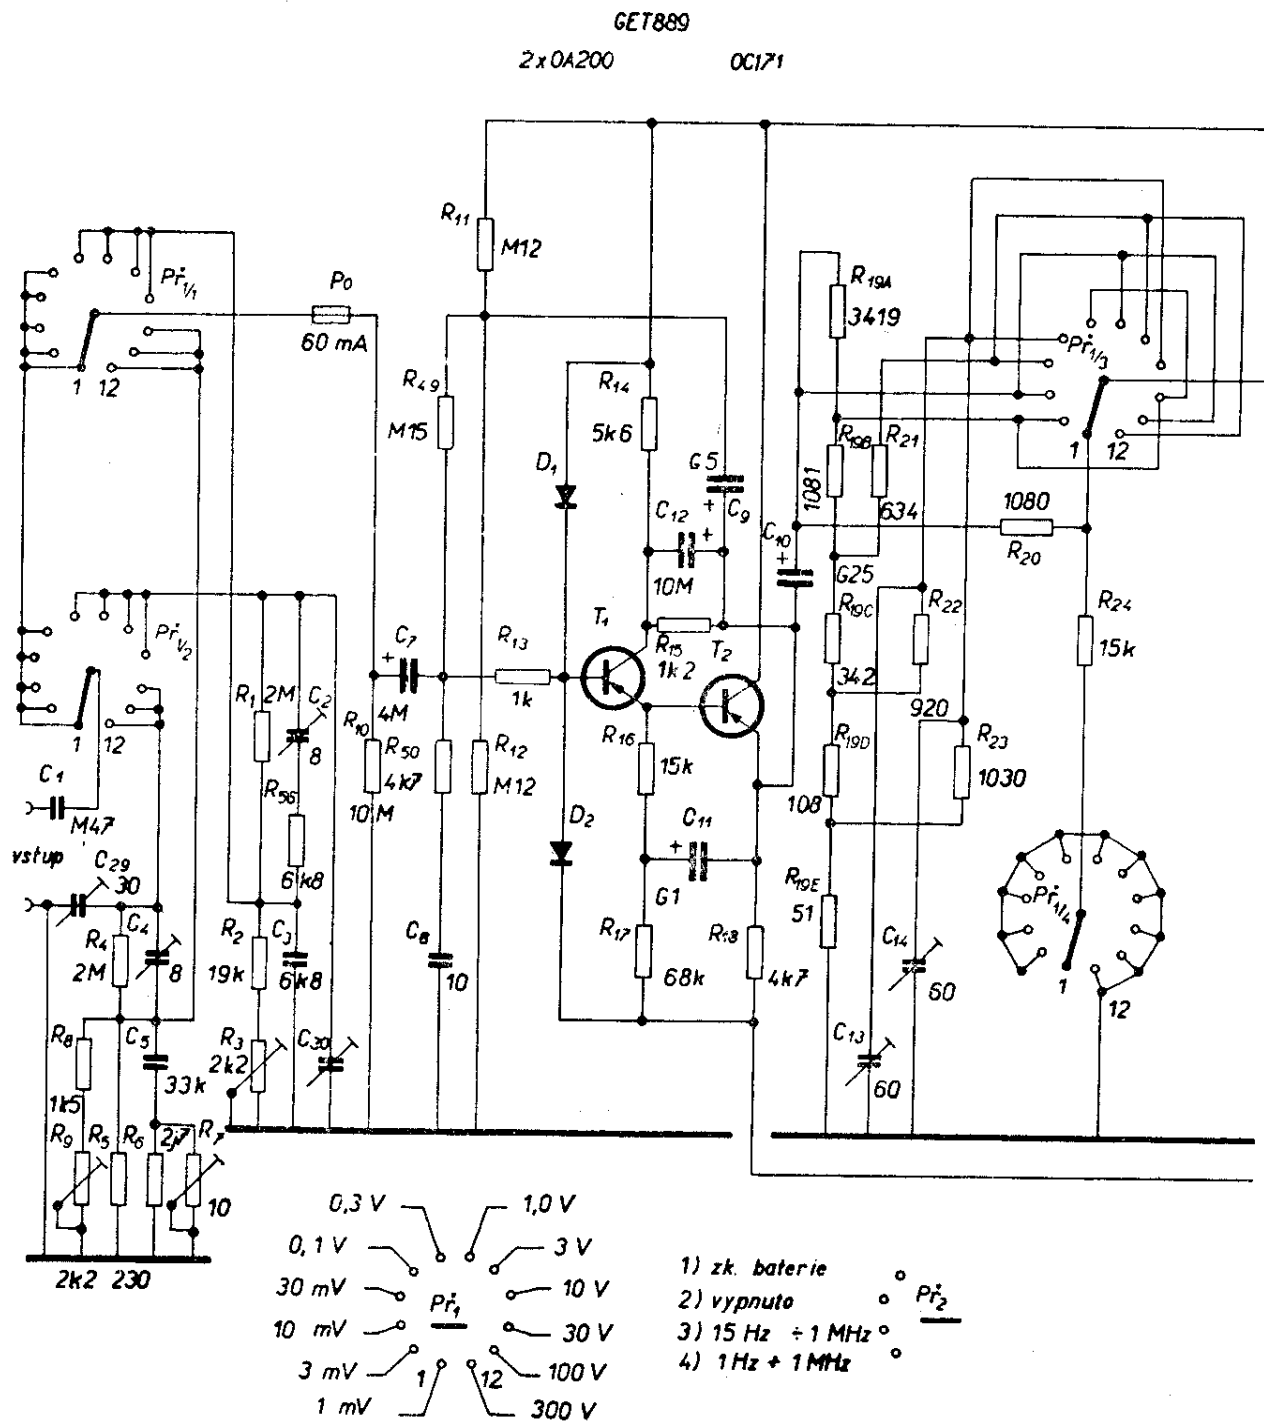 GET889
2x0A200 OC171
R11
M12
Př1/1
Po
60 mA
1 12
R19A
3419
Př1/3
R49
M15
R14
5k6
D1
G5
C12
C9
+
+
10M
C10
+
R19B
R21
1081
634
1 12
1080
R20
G25
R19C
R22
342
920
R24
15k
Př1/2
1 12
R1 2M
C2
8
C7
+
4M
R13
1k
T1
R15
1k2
T2
R10
10M
R50
4k7
R12
M12
R16
15k
R19D
108
R23
1030
C1
M47
vstup
C29
30
R56
6k8
D2
C11
+
G1
R19E
51
Př1/4
1 12
R4
2M
C4
8
R2
19k
C3
6k8
C8
10
R17
68k
R18
4k7
C14
60
R8
1k5
C5
33k
R3
2k2
C30
C13
60
R9 R5 R6 2j7 R7
10
2k2 230
0,3 V 1,0 V
0,1 V 3 V
30 mV Př1 10 V
10 mV 30 V
3 mV 1 12 100 V
1 mV 300 V
1) zk. baterie
2) vypnuto
3) 15 Hz ÷ 1 MHz
4) 1 Hz + 1 MHz
Př2